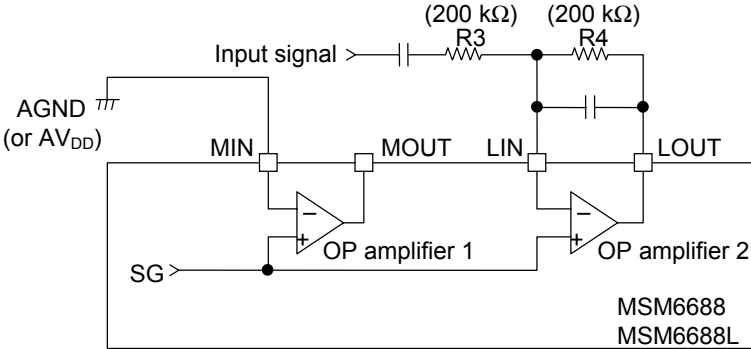 (200 kΩ) (200 kΩ)
R3 R4
Input signal
AGND
(or AVDD)
MIN MOUT LIN LOUT
− −
+ +
OP amplifier 1 OP amplifier 2
SG
MSM6688
MSM6688L